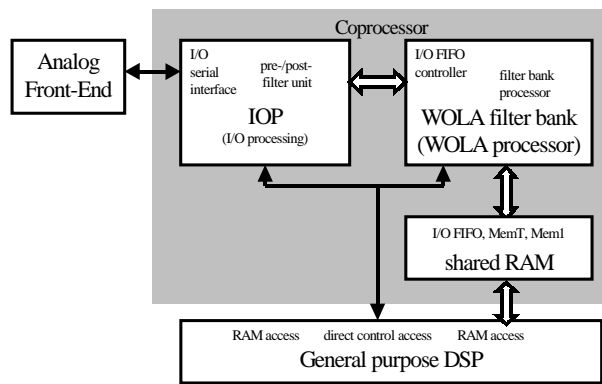 Coprocessor
Analog
Front-End
I/O
serial
interface
pre-/post-
filter unit
IOP
(I/O processing)
I/O FIFO
controller
filter bank
processor
WOLA filter bank
(WOLA processor)
I/O FIFO, MemT, Mem1
shared RAM
RAM access
direct control access
RAM access
General purpose DSP